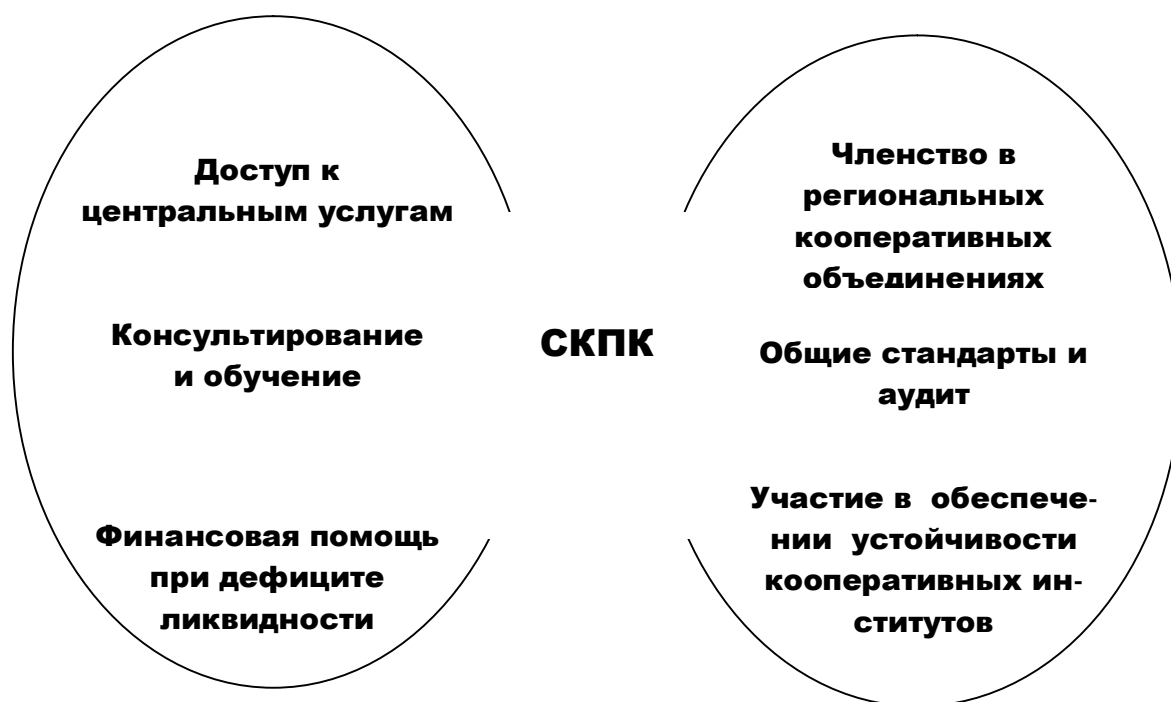 Доступ к
центральным услугам
Консультирование
и обучение
Финансовая помощь
при дефиците
ликвидности
СКПК
Членство в
региональных
кооперативных
объединениях
Общие стандарты и
аудит
Участие в обеспече-
нии устойчивости
кооперативных ин-
ститутов